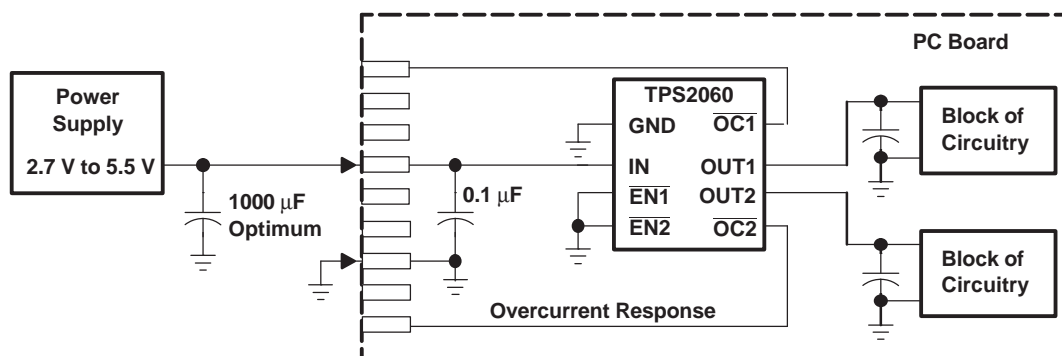 PC Board
Power
Supply
2.7 V to 5.5 V
1000 μF
Optimum
0.1 μF
TPS2060
GND
IN
EN1
EN2
OC1
OUT1
OUT2
OC2
Overcurrent Response
Block of
Circuitry
Block of
Circuitry